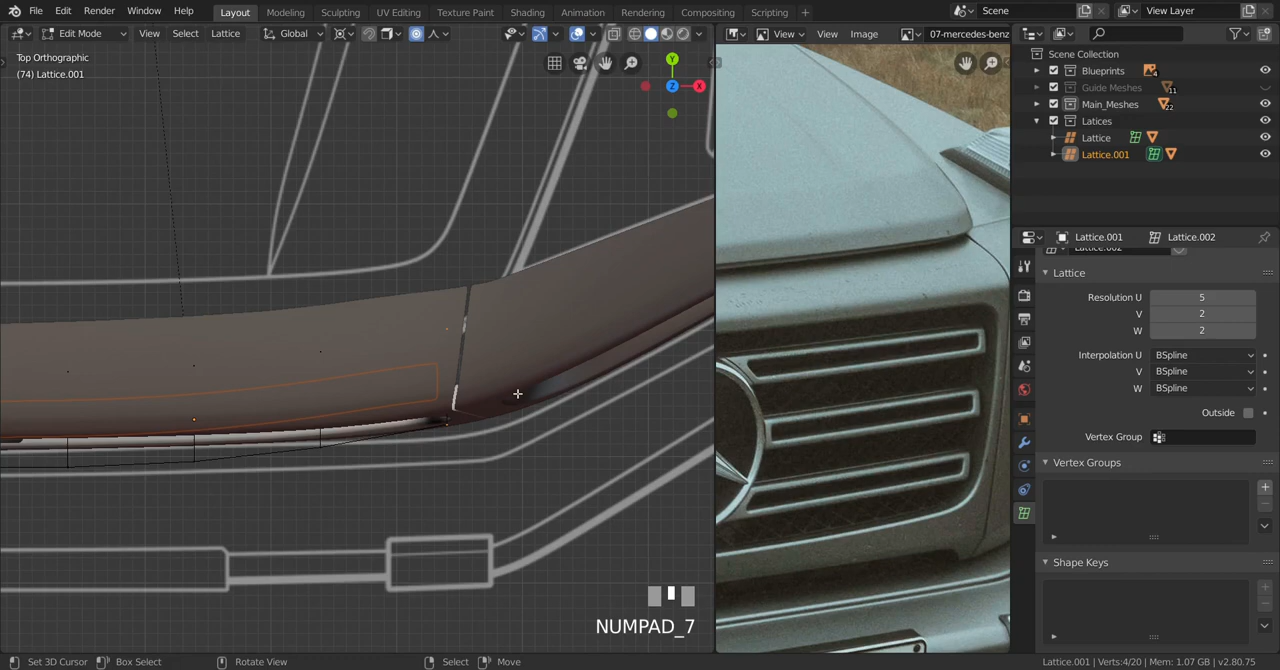 File Edit Render Window Help Layout Modeling Sculpting UV Editing Texture Paint Shading Animation Rendering Compositing Scripting + Scene View Layer
Edit Mode View Select Lattice Global View View Image 07-mercedes-benz
Top Orthographic
(74) Lattice.001
Scene Collection
Blueprints 4
Guide Meshes 11
Main_Meshes 22
Latices
Lattice
Lattice.001
Lattice.001 Lattice.002
Lattice
Resolution U 5
V 2
W 2
Interpolation U BSpline
V BSpline
W BSpline
Outside
Vertex Group
Vertex Groups
Shape Keys
NUMPAD_7
Set 3D Cursor Box Select Rotate View Select Move Lattice.001 | Verts:4/20 | Mem: 1.07 GB | v2.80.75